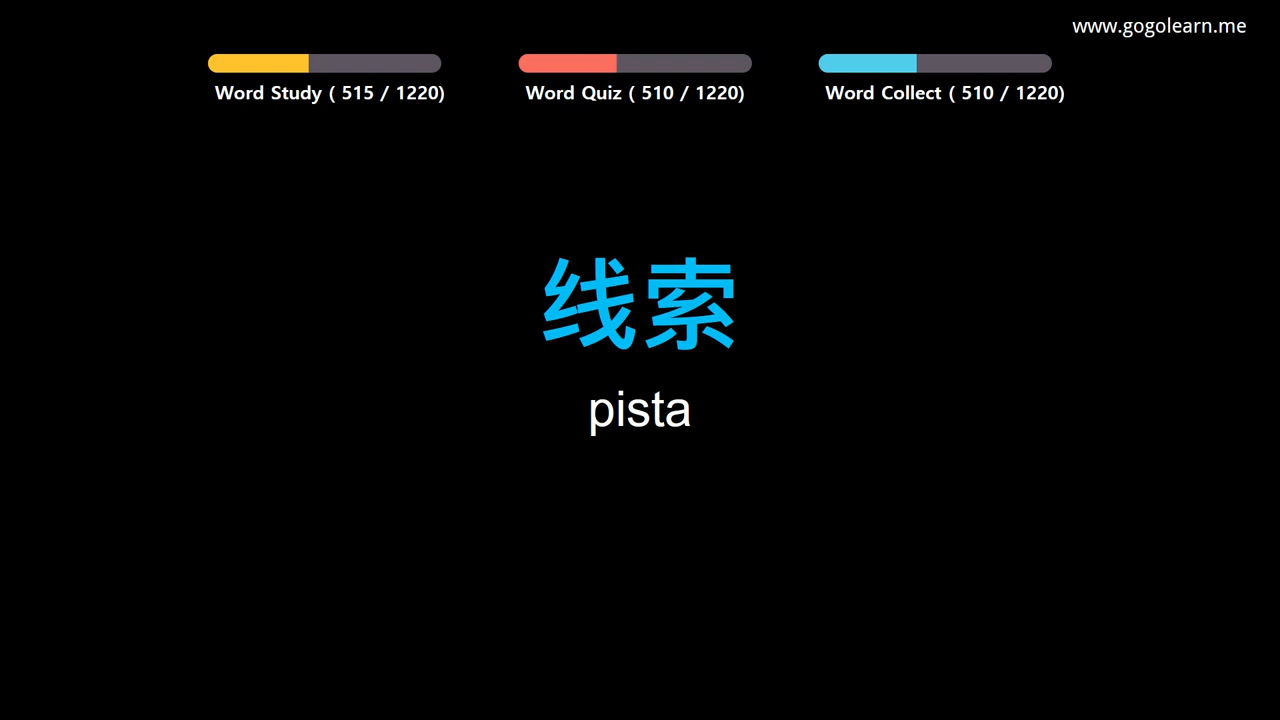 www.gogolearn.me
Word Study ( 515 / 1220)
Word Quiz ( 510 / 1220)
Word Collect ( 510 / 1220)
线索
pista